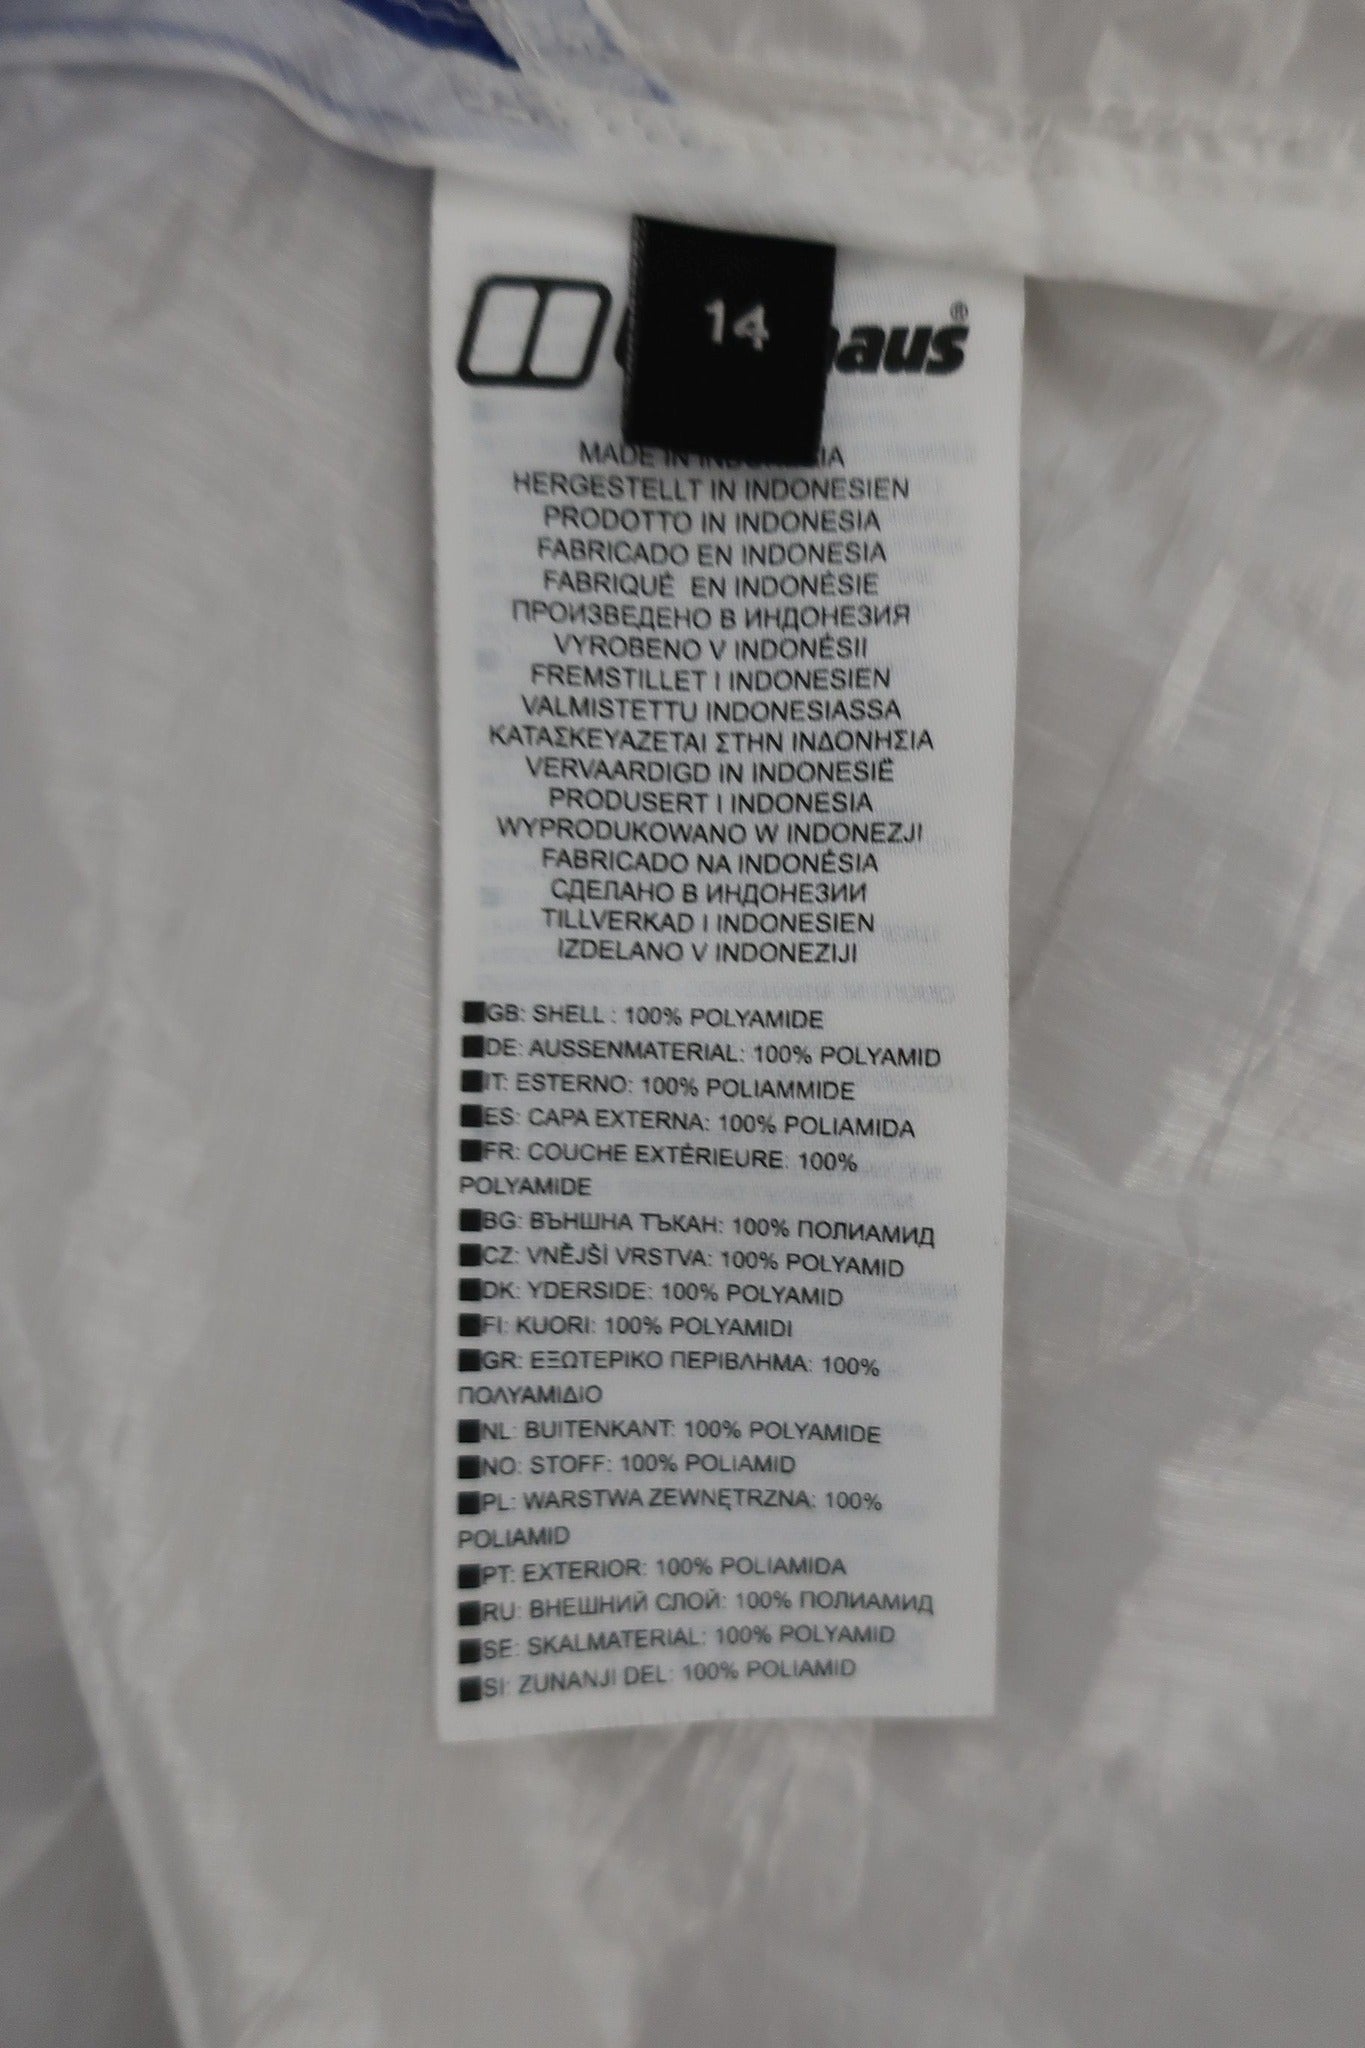 14
aus®
MADE IN
HERGESTELLT IN INDONESIEN
PRODOTTO IN INDONESIA
FABRICADO EN INDONESIA
FABRIQUÉ EN INDONÉSIE
ПРОИЗВЕДЕНО В ИНДОНЕЗИЯ
VYROBENO V INDONÉSII
FREMSTILLET I INDONESIEN
VALMISTETTU INDONESIASSA
ΚΑΤΑΣΚΕΥΑΖΕΤΑΙ ΣΤΗΝ ΙΝΔΟΝΗΣΙΑ
VERVAARDIGD IN INDONESIË
PRODUSERT I INDONESIA
WYPRODUKOWANO W INDONEZJI
FABRICADO NA INDONÉSIA
СДЕЛАНО В ИНДОНЕЗИИ
TILLVERKAD I INDONESIEN
IZDELANO V INDONEZIJI
■GB: SHELL : 100% POLYAMIDE
■DE: AUSSENMATERIAL: 100% POLYAMID
■IT: ESTERNO: 100% POLIAMMIDE
■ES: CAPA EXTERNA: 100% POLIAMIDA
■FR: COUCHE EXTÉRIEURE: 100%
POLYAMIDE
■BG: ВЪНШНА ТЪКАН: 100% ПОЛИАМИД
■CZ: VNĚJŠÍ VRSTVA: 100% POLYAMID
■DK: YDERSIDE: 100% POLYAMID
■FI: KUORI: 100% POLYAMIDI
■GR: ΕΞΩΤΕΡΙΚΟ ΠΕΡΙΒΛΗΜΑ: 100%
ΠΟΛΥΑΜΙΔΙΟ
■NL: BUITENKANT: 100% POLYAMIDE
■NO: STOFF: 100% POLIAMID
■PL: WARSTWA ZEWNĘTRZNA: 100%
POLIAMID
■PT: EXTERIOR: 100% POLIAMIDA
■RU: ВНЕШНИЙ СЛОЙ: 100% ПОЛИАМИД
■SE: SKALMATERIAL: 100% POLYAMID
■SI: ZUNANJI DEL: 100% POLIAMID